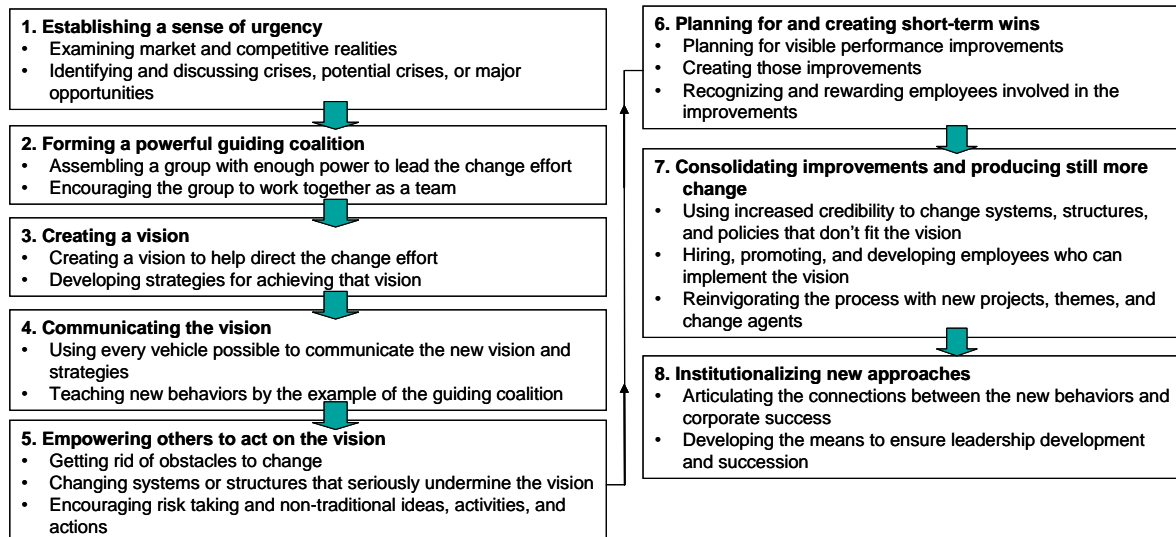 1. Establishing a sense of urgency
• Examining market and competitive realities
• Identifying and discussing crises, potential crises, or major
opportunities
2. Forming a powerful guiding coalition
• Assembling a group with enough power to lead the change effort
• Encouraging the group to work together as a team
3. Creating a vision
• Creating a vision to help direct the change effort
• Developing strategies for achieving that vision
4. Communicating the vision
• Using every vehicle possible to communicate the new vision and
strategies
• Teaching new behaviors by the example of the guiding coalition
5. Empowering others to act on the vision
• Getting rid of obstacles to change
• Changing systems or structures that seriously undermine the vision
• Encouraging risk taking and non-traditional ideas, activities, and
actions
6. Planning for and creating short-term wins
• Planning for visible performance improvements
• Creating those improvements
• Recognizing and rewarding employees involved in the
improvements
7. Consolidating improvements and producing still more
change
• Using increased credibility to change systems, structures,
and policies that don't fit the vision
• Hiring, promoting, and developing employees who can
implement the vision
• Reinvigorating the process with new projects, themes, and
change agents
8. Institutionalizing new approaches
• Articulating the connections between the new behaviors and
corporate success
• Developing the means to ensure leadership development
and succession